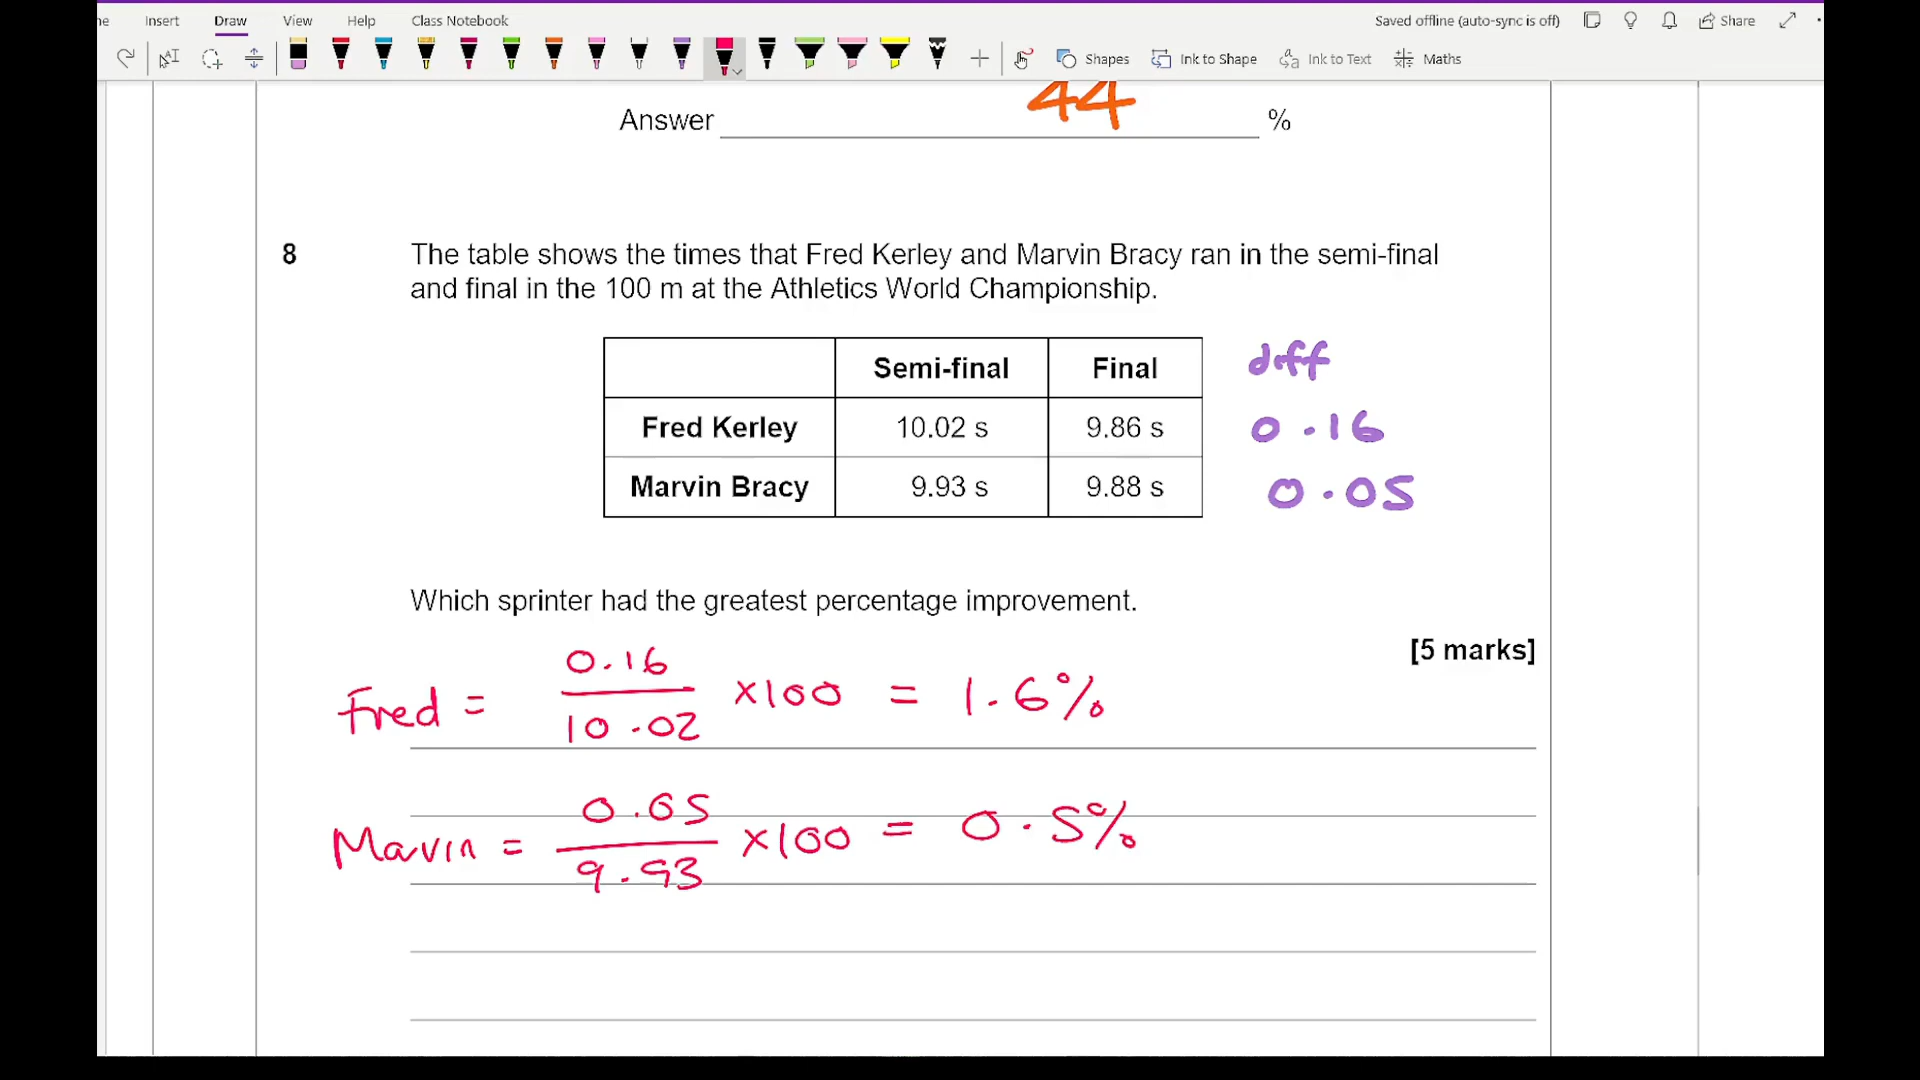 ne Insert Draw View Help Class Notebook Saved offline (auto-sync is off) Share
Shapes Ink to Shape Ink to Text Maths
44
Answer %
8 The table shows the times that Fred Kerley and Marvin Bracy ran in the semi-final
and final in the 100 m at the Athletics World Championship.
Semi-final Final diff
Fred Kerley 10.02 s 9.86 s 0.16
Marvin Bracy 9.93 s 9.88 s 0.05
Which sprinter had the greatest percentage improvement.
[5 marks]
Fred = 0.16/10.02 ×100 = 1.6%
Mavin = 0.05/9.93 ×100 = 0.5%